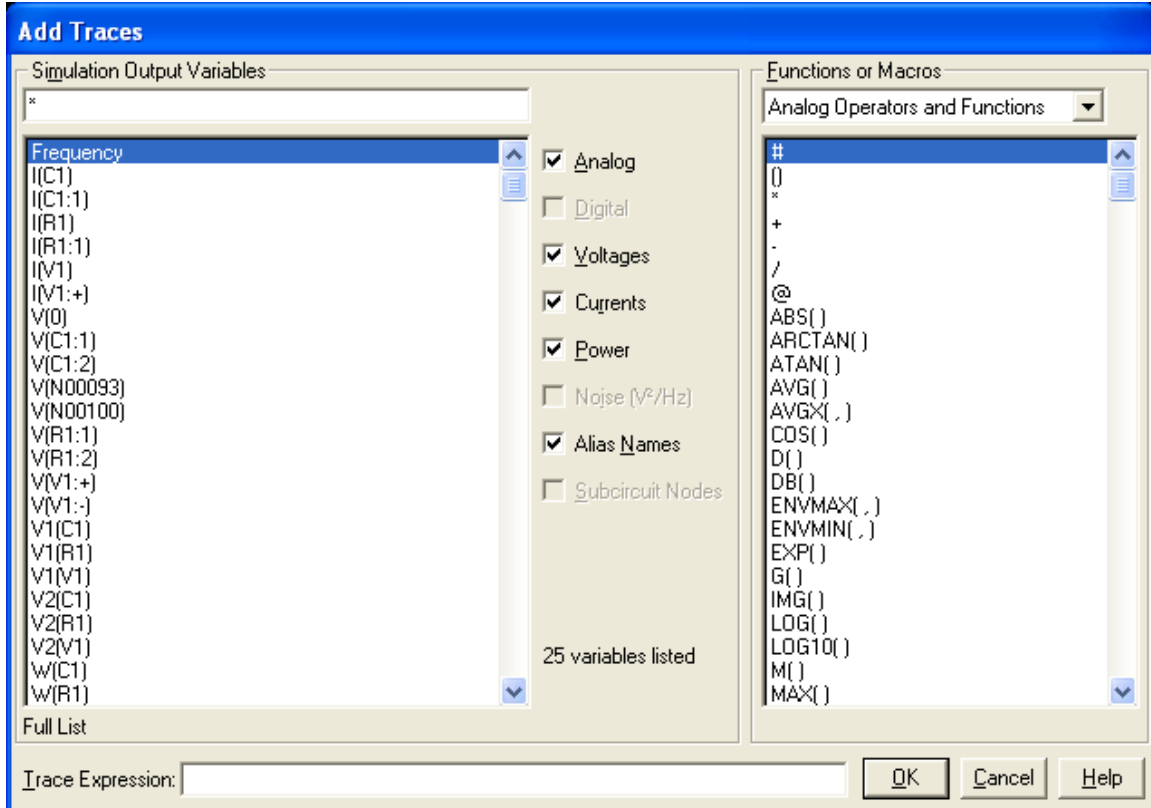 Add Traces
Simulation Output Variables
*
Frequency
I(C1)
I(C1:1)
I(R1)
I(R1:1)
I(V1)
I(V1:+)
V(0)
V(C1:1)
V(C1:2)
V(N00093)
V(N00100)
V(R1:1)
V(R1:2)
V(V1:+)
V(V1:-)
V1(C1)
V1(R1)
V1(V1)
V2(C1)
V2(R1)
V2(V1)
W(C1)
W(R1)
Full List
Analog
Digital
Voltages
Currents
Power
Noise (V²/Hz)
Alias Names
Subcircuit Nodes
25 variables listed
Functions or Macros
Analog Operators and Functions
#
()
*
+
-
/
@
ABS( )
ARCTAN( )
ATAN( )
AVG( )
AVGX( , )
COS( )
D( )
DB( )
ENVMAX( , )
ENVMIN( , )
EXP( )
G( )
IMG( )
LOG( )
LOG10( )
M( )
MAX( )
Trace Expression:
OK
Cancel
Help